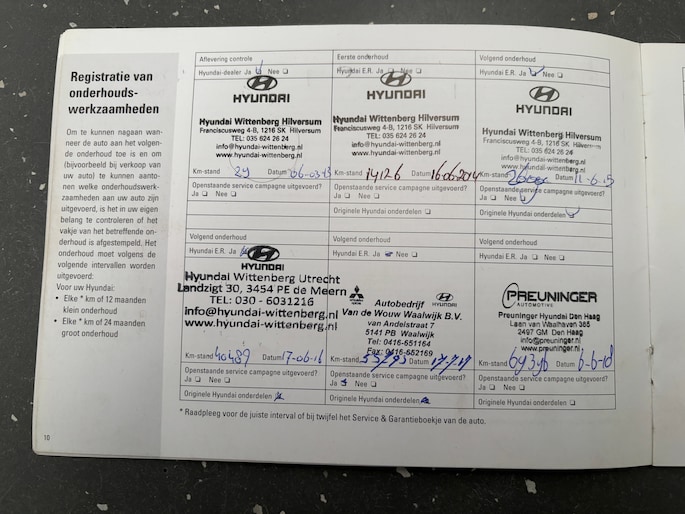 Registratie van
onderhouds-
werkzaamheden
Om te kunnen nagaan wan-
neer de auto aan het volgen-
de onderhoud toe is en om
(bijvoorbeeld bij verkoop van
uw auto) te kunnen aanto-
nen welke onderhoudswerk-
zaamheden aan uw auto zijn
uitgevoerd, is het in uw eigen
belang te controleren of het
vakje van het betreffende on-
derhoud is afgestempeld. Het
onderhoud moet volgens de
volgende intervallen worden
uitgevoerd:
Voor uw Hyundai:
• Elke * km of 12 maanden
klein onderhoud
• Elke * km of 24 maanden
groot onderhoud
10
Aflevering controle
Hyundai-dealer Ja Nee
HYUNDAI
Hyundai Wittenberg Hilversum
Franciscusweg 4-B, 1216 SK Hilversum
TEL: 035 624 26 24
info@hyundai-wittenberg.nl
www.hyundai-wittenberg.nl
Km-stand 29 Datum 06-03-13
Openstaande service campagne uitgevoerd?
Ja Nee
Eerste onderhoud
Hyundai E.R. Ja Nee
HYUNDAI
Hyundai Wittenberg Hilversum
Franciscusweg 4-B, 1216 SK Hilversum
TEL: 035 624 26 24
info@hyundai-wittenberg.nl
www.hyundai-wittenberg.nl
Km-stand 14126 Datum 16-06-2014
Openstaande service campagne uitgevoerd?
Ja Nee
Volgend onderhoud
Hyundai E.R. Ja Nee
HYUNDAI
Hyundai Wittenberg Hilversum
Franciscusweg 4-B, 1216 SK Hilversum
TEL: 035 624 26 24
info@hyundai-wittenberg.nl
www.hyundai-wittenberg.nl
Km-stand Datum 11-6-15
Openstaande service campagne uitgevoerd?
Ja Nee
Originele Hyundai onderdelen
Volgend onderhoud
Hyundai E.R. Ja
HYUNDAI
Hyundai Wittenberg Utrecht
Landzigt 30, 3454 PE de Meern
TEL: 030 - 6031216
info@hyundai-wittenberg.nl
www.hyundai-wittenberg.nl
Km-stand 40489 Datum 17-06-16
Openstaande service campagne uitgevoerd?
Ja Nee
Originele Hyundai onderdelen
Volgend onderhoud
Hyundai E.R. Ja Nee
Autobedrijf
Van de Wouw Waalwijk B.V.
van Andelstraat 7
5141 PB Waalwijk
Tel: 0416-651164
Fax: 0416-652169
Km-stand Datum
Openstaande service campagne uitgevoerd?
Ja Nee
Originele Hyundai onderdelen
Volgend onderhoud
Hyundai E.R. Ja Nee
PREUNINGER
AUTOMOTIVE
Preuninger Hyundai Den Haag
Laan van Waalhaven 365
2497 GM Den Haag
info@preuninger.nl
www.preuninger.nl
Km-stand Datum 6-6-18
Openstaande service campagne uitgevoerd?
Ja Nee
Originele Hyundai onderdelen
* Raadpleeg voor de juiste interval of bij twijfel het Service & Garantieboekje van de auto.